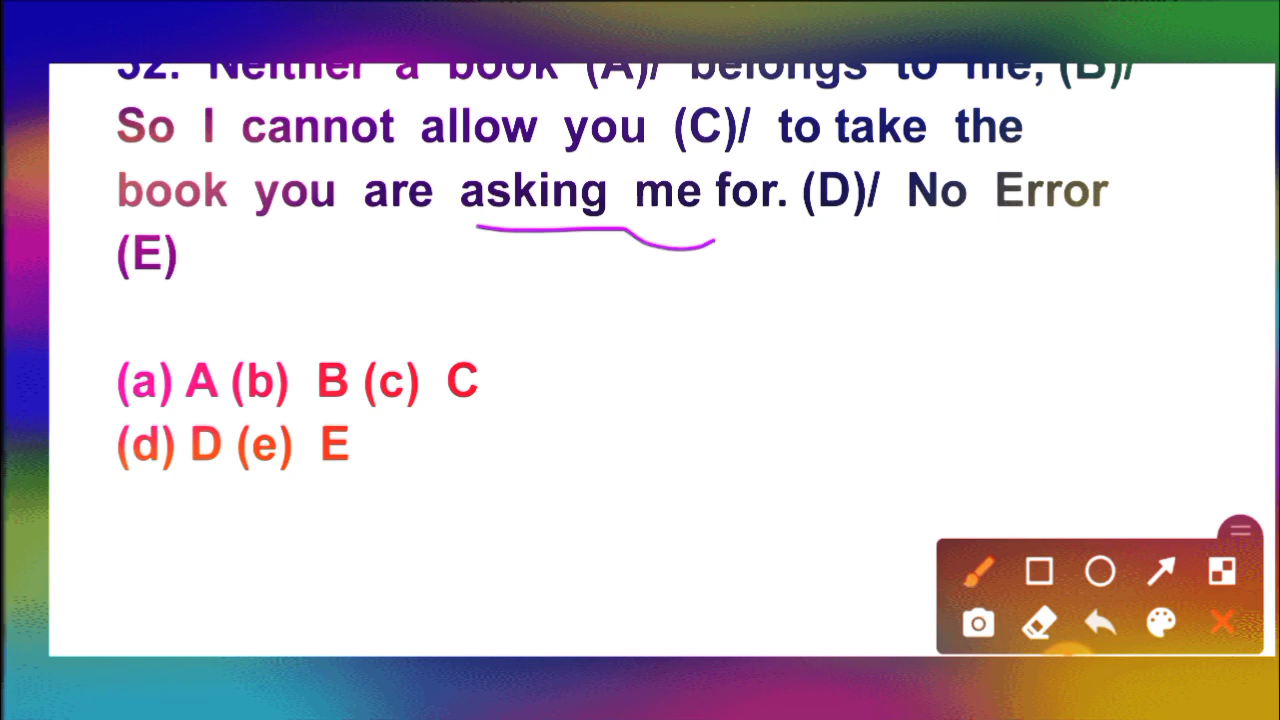 32. Neither a book (A)/ belongs to me, (B)/
So I cannot allow you (C)/ to take the
book you are asking me for. (D)/ No Error
(E)
(a) A (b) B (c) C
(d) D (e) E